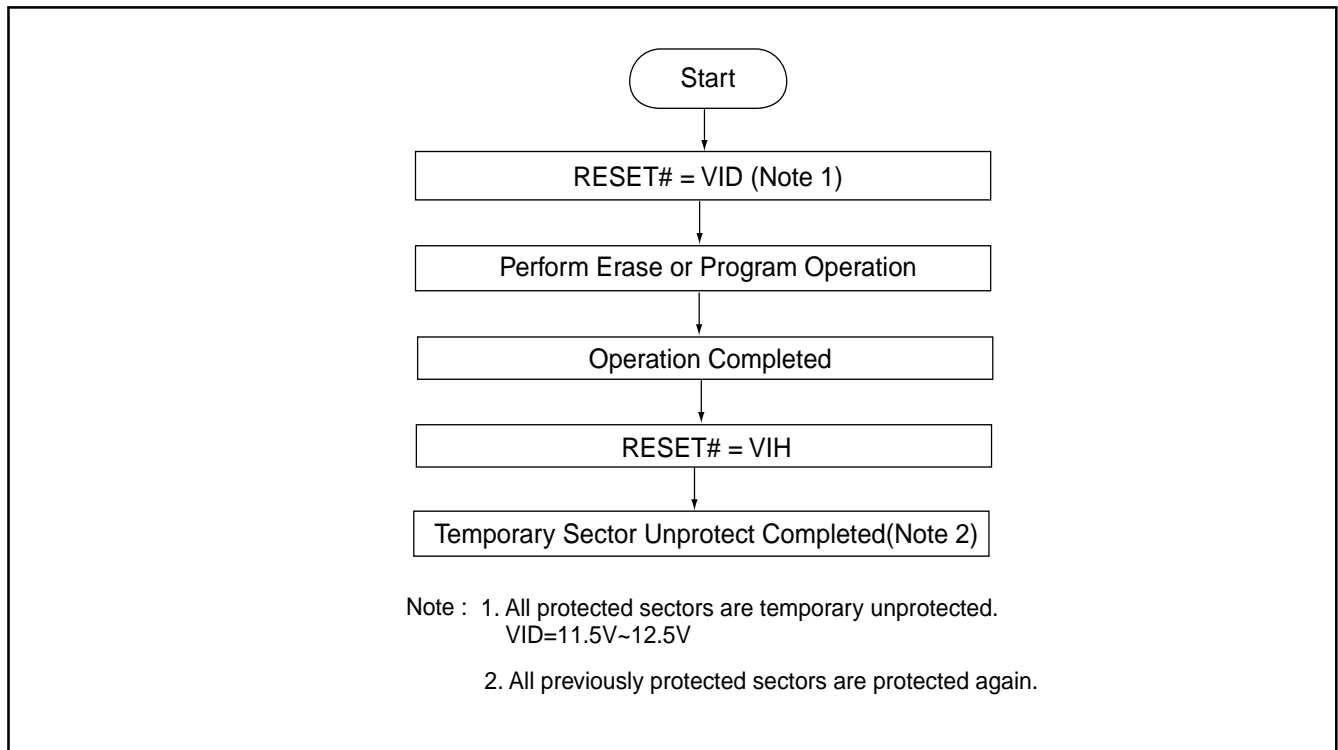 Start
RESET# = VID (Note 1)
Perform Erase or Program Operation
Operation Completed
RESET# = VIH
Temporary Sector Unprotect Completed(Note 2)
Note : 1. All protected sectors are temporary unprotected.
VID=11.5V~12.5V
2. All previously protected sectors are protected again.